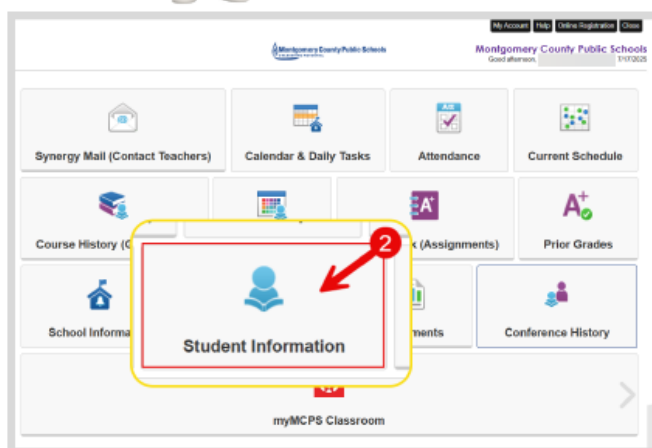 My Account Help Online Registration Close
Montgomery County Public Schools
Montgomery County Public Schools
Good afternoon,
Synergy Mail (Contact Teachers)
Calendar & Daily Tasks
Attendance
Current Schedule
Course History
(Assignments)
Prior Grades
2
Student Information
School Informa
ments
Conference History
myMCPS Classroom